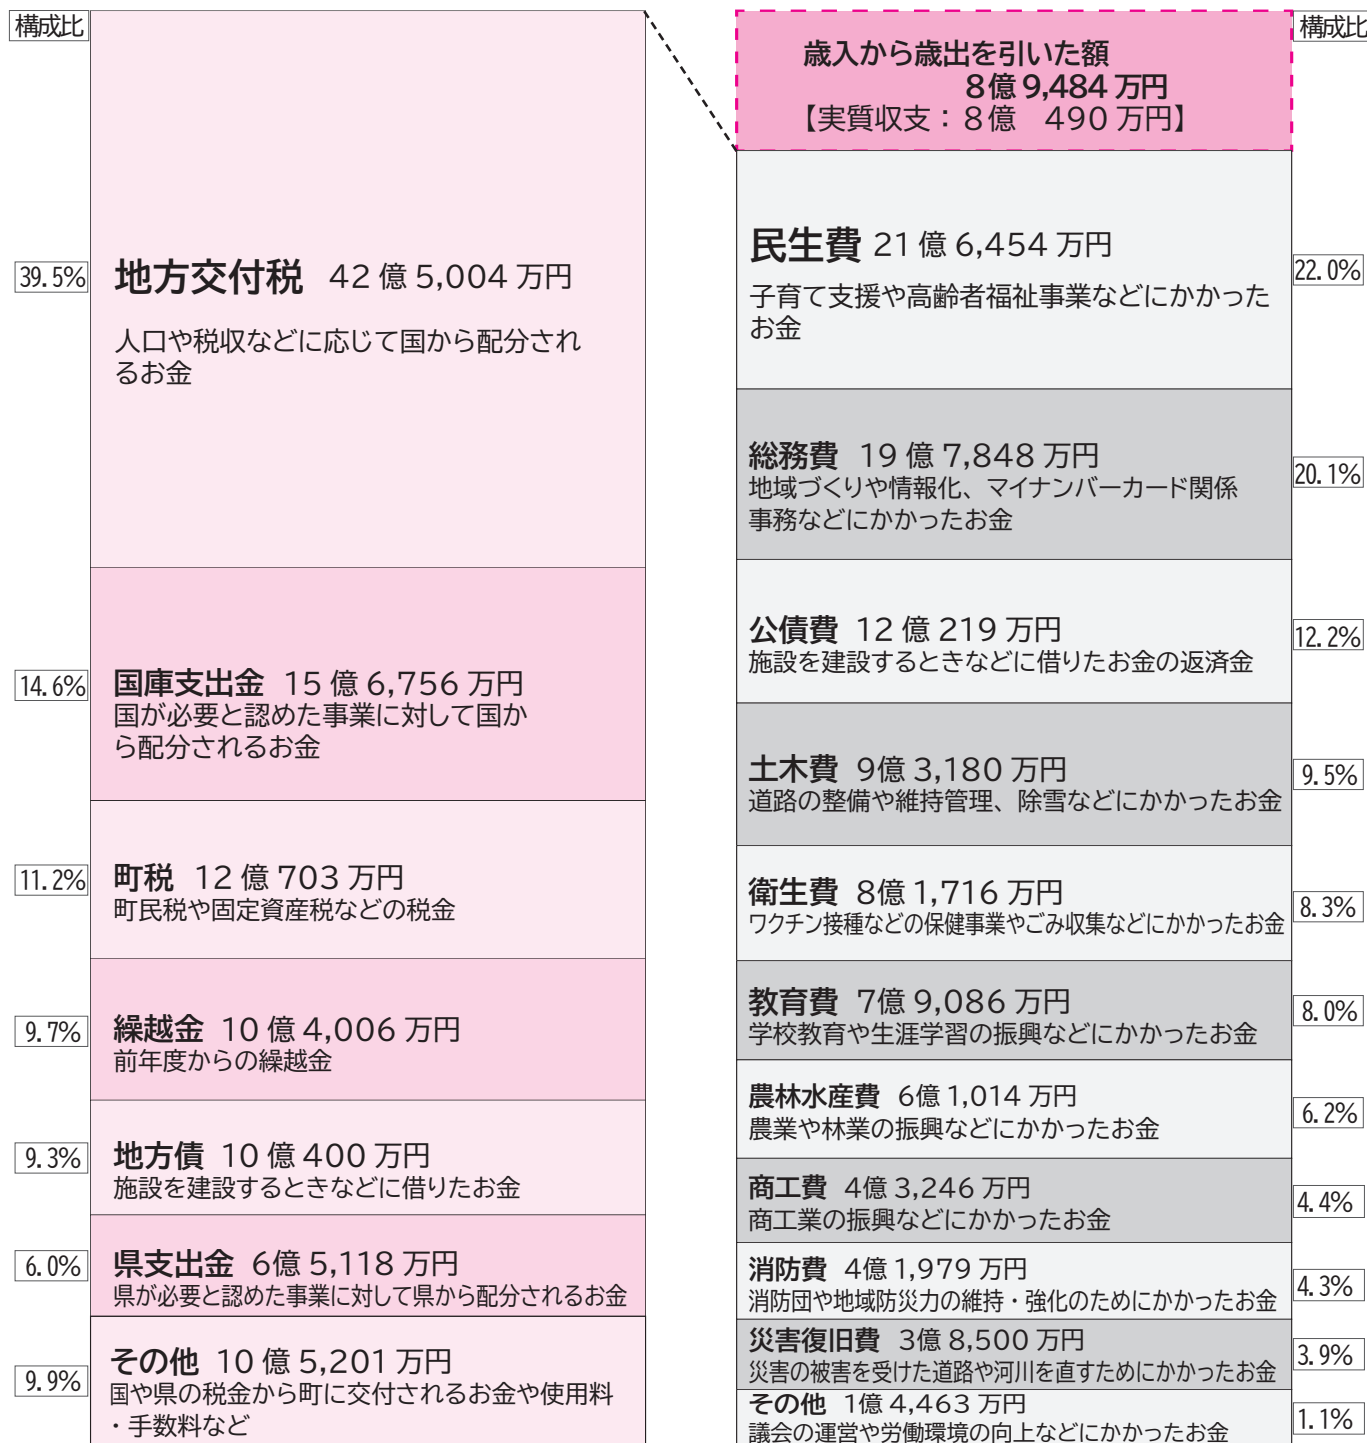 構成比
39.5%
地方交付税 42億5,004万円
人口や税収などに応じて国から配分され
るお金
14.6%
国庫支出金 15億6,756万円
国が必要と認めた事業に対して国か
ら配分されるお金
11.2%
町税 12億703万円
町民税や固定資産税などの税金
9.7%
繰越金 10億4,006万円
前年度からの繰越金
9.3%
地方債 10億400万円
施設を建設するときなどに借りたお金
6.0%
県支出金 6億5,118万円
県が必要と認めた事業に対して県から配分されるお金
9.9%
その他 10億5,201万円
国や県の税金から町に交付されるお金や使用料
・手数料など
構成比
歳入から歳出を引いた額
8億9,484万円
【実質収支：8億 490万円】
民生費 21億6,454万円
22.0%
子育て支援や高齢者福祉事業などにかかった
お金
総務費 19億7,848万円
20.1%
地域づくりや情報化、マイナンバーカード関係
事務などにかかったお金
公債費 12億219万円
12.2%
施設を建設するときなどに借りたお金の返済金
土木費 9億3,180万円
9.5%
道路の整備や維持管理、除雪などにかかったお金
衛生費 8億1,716万円
8.3%
ワクチン接種などの保健事業やごみ収集などにかかったお金
教育費 7億9,086万円
8.0%
学校教育や生涯学習の振興などにかかったお金
農林水産費 6億1,014万円
6.2%
農業や林業の振興などにかかったお金
商工費 4億3,246万円
4.4%
商工業の振興などにかかったお金
消防費 4億1,979万円
4.3%
消防団や地域防災力の維持・強化のためにかかったお金
災害復旧費 3億8,500万円
3.9%
災害の被害を受けた道路や河川を直すためにかかったお金
その他 1億4,463万円
1.1%
議会の運営や労働環境の向上などにかかったお金